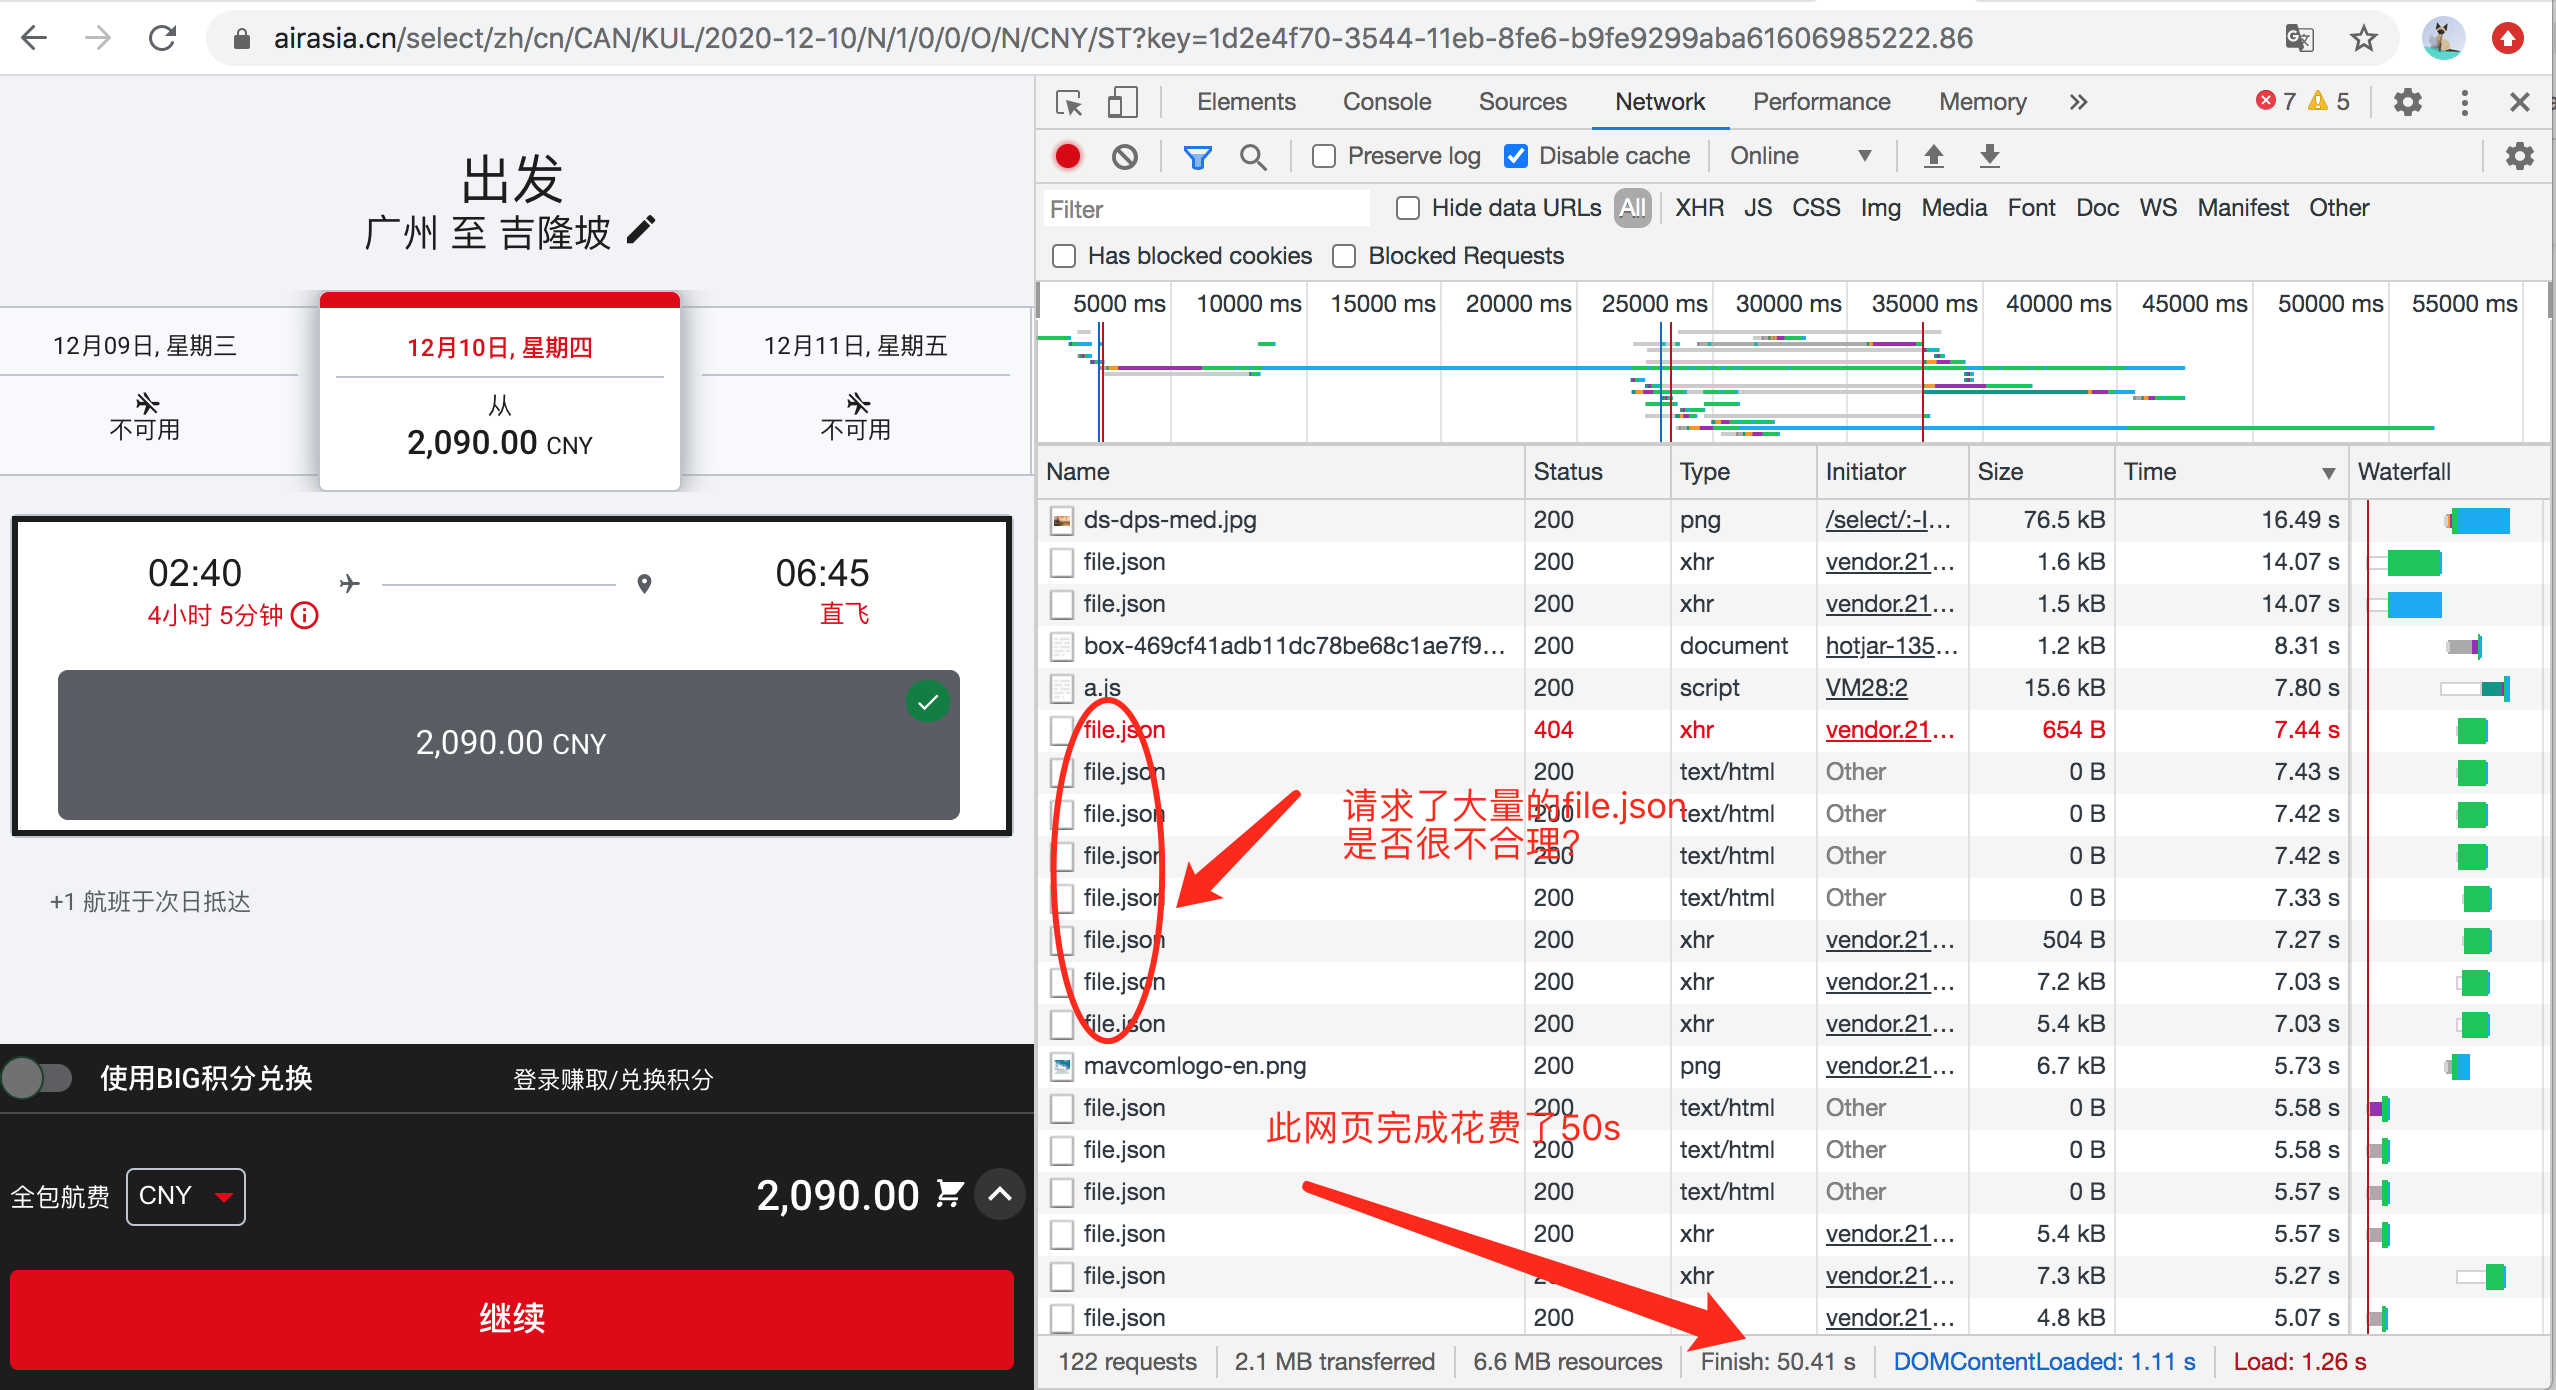 airasia.cn/select/zh/cn/CAN/KUL/2020-12-10/N/1/0/0/O/N/CNY/ST?key=1d2e4f70-3544-11eb-8fe6-b9fe9299aba61606985222.86
出发
广州 至 吉隆坡
12月09日, 星期三
不可用
12月10日, 星期四
从
2,090.00 CNY
12月11日, 星期五
不可用
02:40
4小时 5分钟
06:45
直飞
2,090.00 CNY
+1 航班于次日抵达
使用BIG积分兑换
登录赚取/兑换积分
全包航费
CNY
2,090.00
继续
Elements Console Sources Network Performance Memory » 7 5
Preserve log Disable cache Online
Filter Hide data URLs All XHR JS CSS Img Media Font Doc WS Manifest Other
Has blocked cookies Blocked Requests
5000 ms 10000 ms 15000 ms 20000 ms 25000 ms 30000 ms 35000 ms 40000 ms 45000 ms 50000 ms 55000 ms
Name Status Type Initiator Size Time Waterfall
ds-dps-med.jpg 200 png /select/:-I... 76.5 kB 16.49 s
file.json 200 xhr vendor.21... 1.6 kB 14.07 s
file.json 200 xhr vendor.21... 1.5 kB 14.07 s
box-469cf41adb11dc78be68c1ae7f9... 200 document hotjar-135... 1.2 kB 8.31 s
a.js 200 script VM28:2 15.6 kB 7.80 s
file.json 404 xhr vendor.21... 654 B 7.44 s
file.json 200 text/html Other 0 B 7.43 s
file.json 200 text/html Other 0 B 7.42 s
file.json 200 text/html Other 0 B 7.42 s
file.json 200 text/html Other 0 B 7.33 s
file.json 200 xhr vendor.21... 504 B 7.27 s
file.json 200 xhr vendor.21... 7.2 kB 7.03 s
file.json 200 xhr vendor.21... 5.4 kB 7.03 s
mavcomlogo-en.png 200 png vendor.21... 6.7 kB 5.73 s
file.json 200 text/html Other 0 B 5.58 s
file.json 200 text/html Other 0 B 5.58 s
file.json 200 text/html Other 0 B 5.57 s
file.json 200 xhr vendor.21... 5.4 kB 5.57 s
file.json xhr vendor.21... 7.3 kB 5.27 s
file.json 200 vendor.21... 4.8 kB 5.07 s
请求了大量的file.json
是否很不合理?
此网页完成花费了50s
122 requests 2.1 MB transferred 6.6 MB resources Finish: 50.41 s DOMContentLoaded: 1.11 s Load: 1.26 s